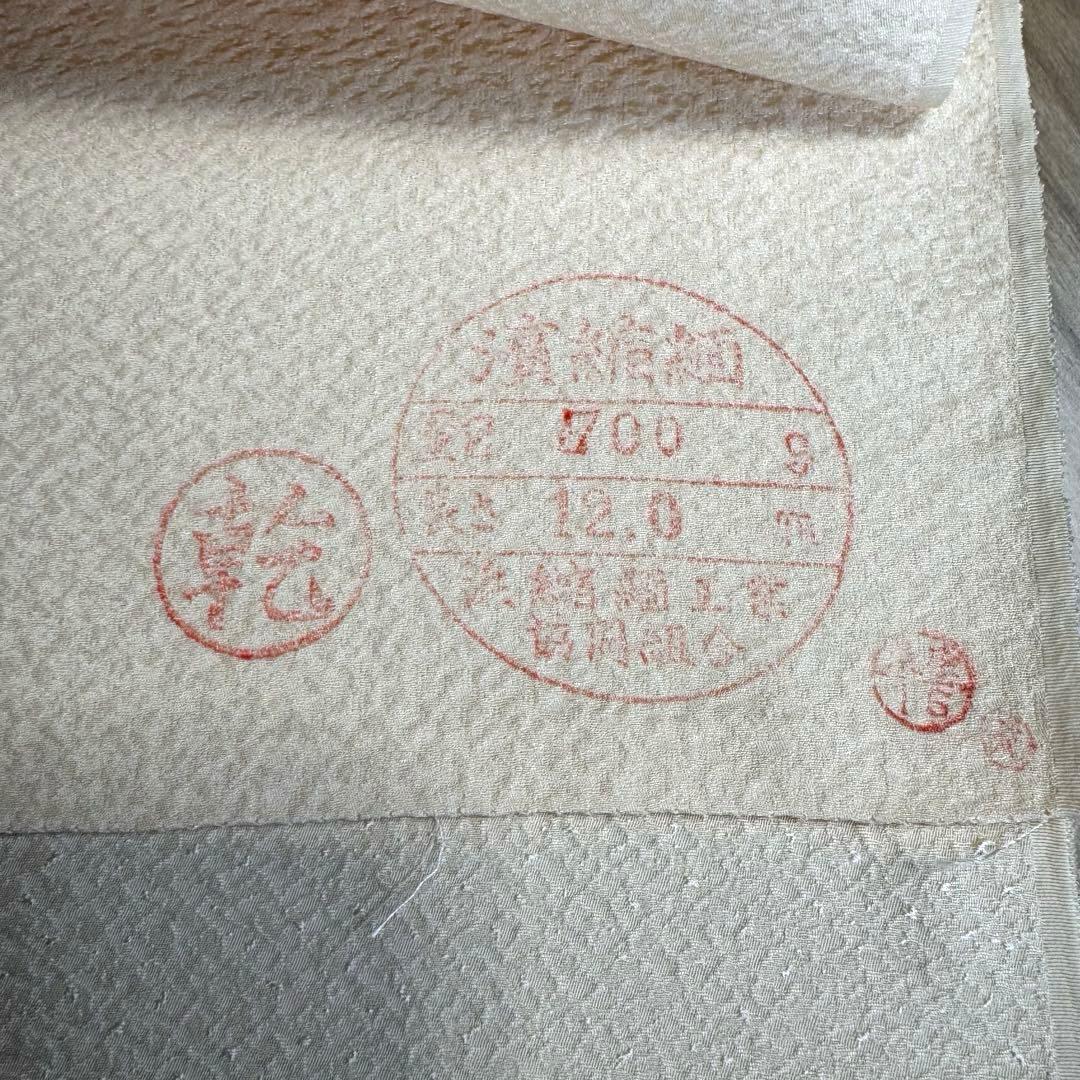 濱縮緬
重さ 700 g
長さ 12.0 m
浜縮緬工業
協同組合
乾